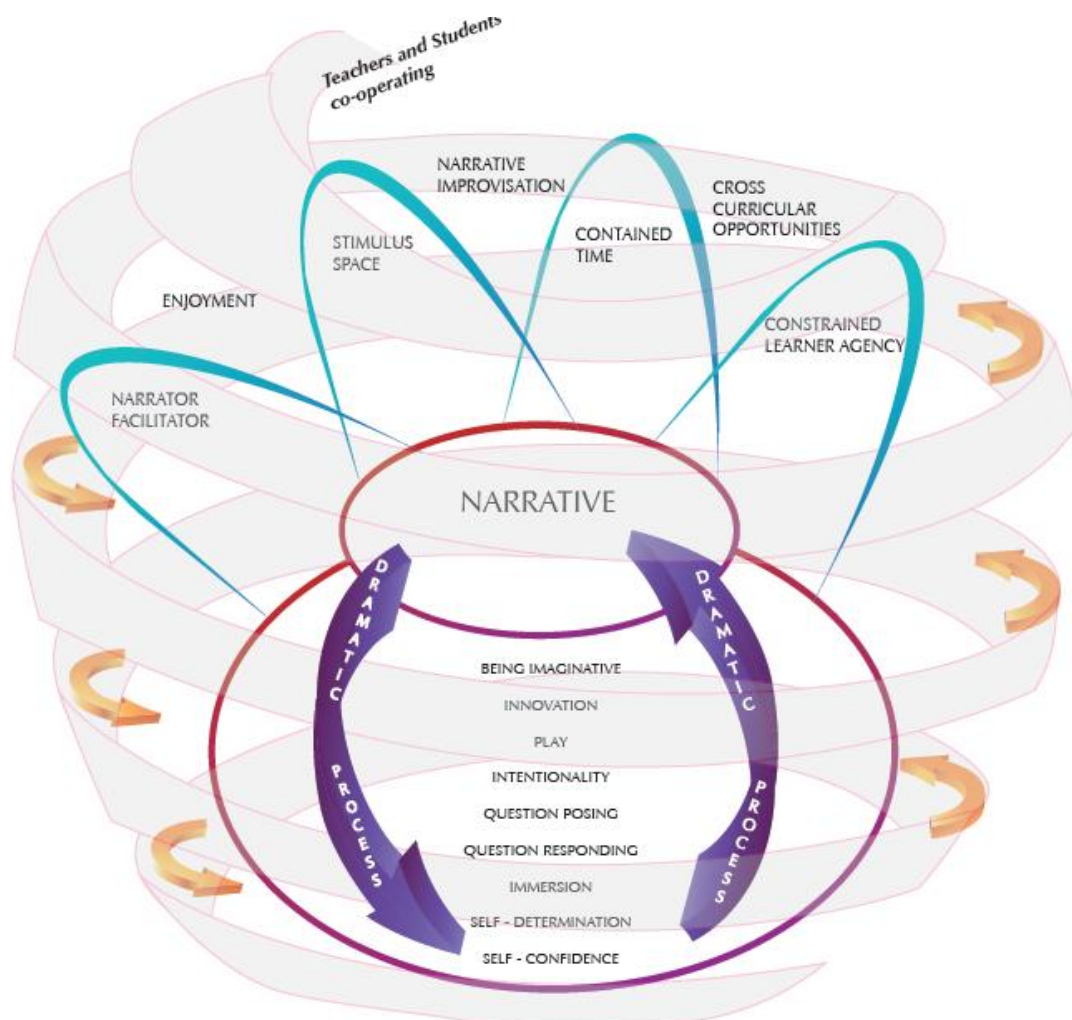 Teachers and Students
co-operating
NARRATIVE
IMPROVISATION
CROSS
CURRICULAR
OPPORTUNITIES
STIMULUS
SPACE
CONTAINED
TIME
ENJOYMENT
CONSTRAINED
LEARNER AGENCY
NARRATOR
FACILITATOR
NARRATIVE
DRAMATIC PROCESS
DRAMATIC PROCESS
BEING IMAGINATIVE
INNOVATION
PLAY
INTENTIONALITY
QUESTION POSING
QUESTION RESPONDING
IMMERSION
SELF - DETERMINATION
SELF - CONFIDENCE